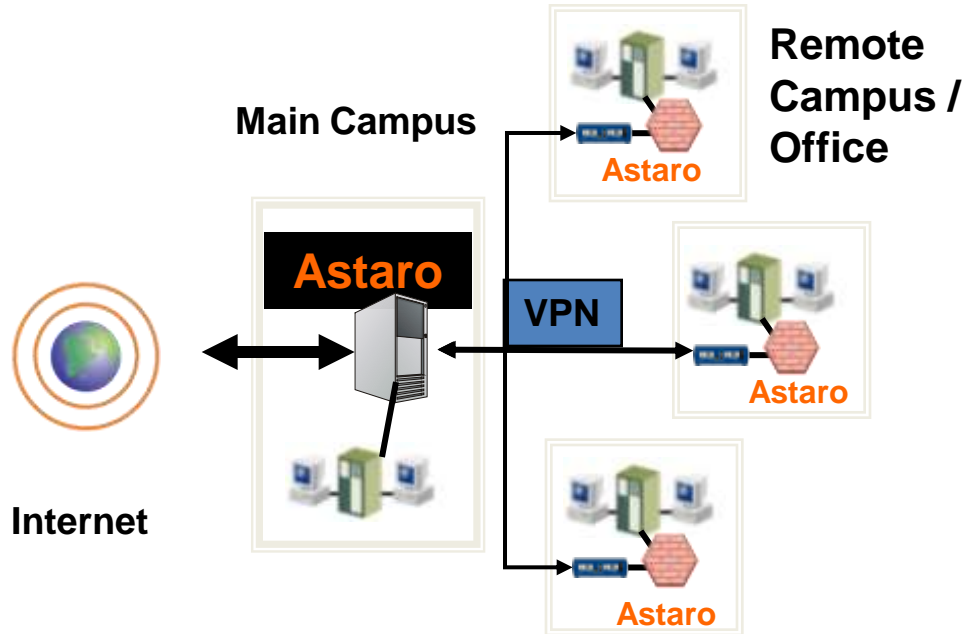 Remote
Campus /
Office
Main Campus
Astaro
Astaro
VPN
Astaro
Internet
Astaro